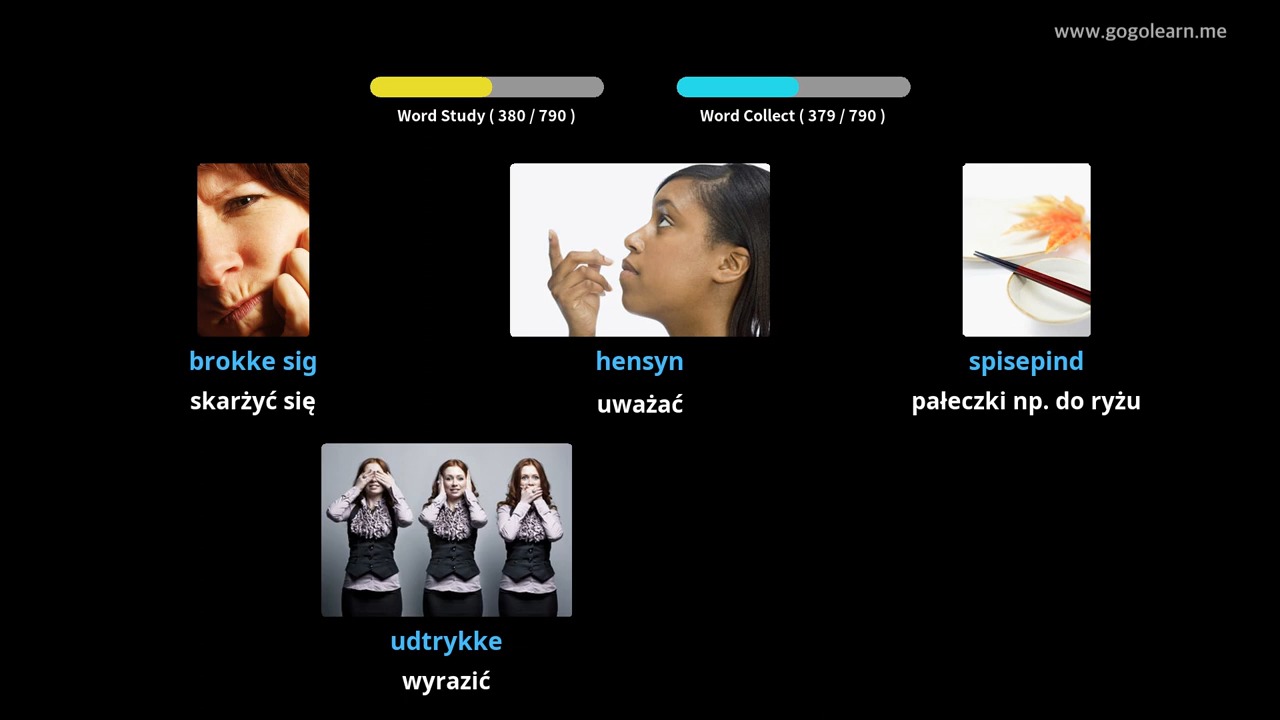 www.gogolearn.me
Word Study ( 380 / 790 )
Word Collect ( 379 / 790 )
brokke sig
hensyn
spisepind
skarżyć się
uważać
pałeczki np. do ryżu
udtrykke
wyrazić